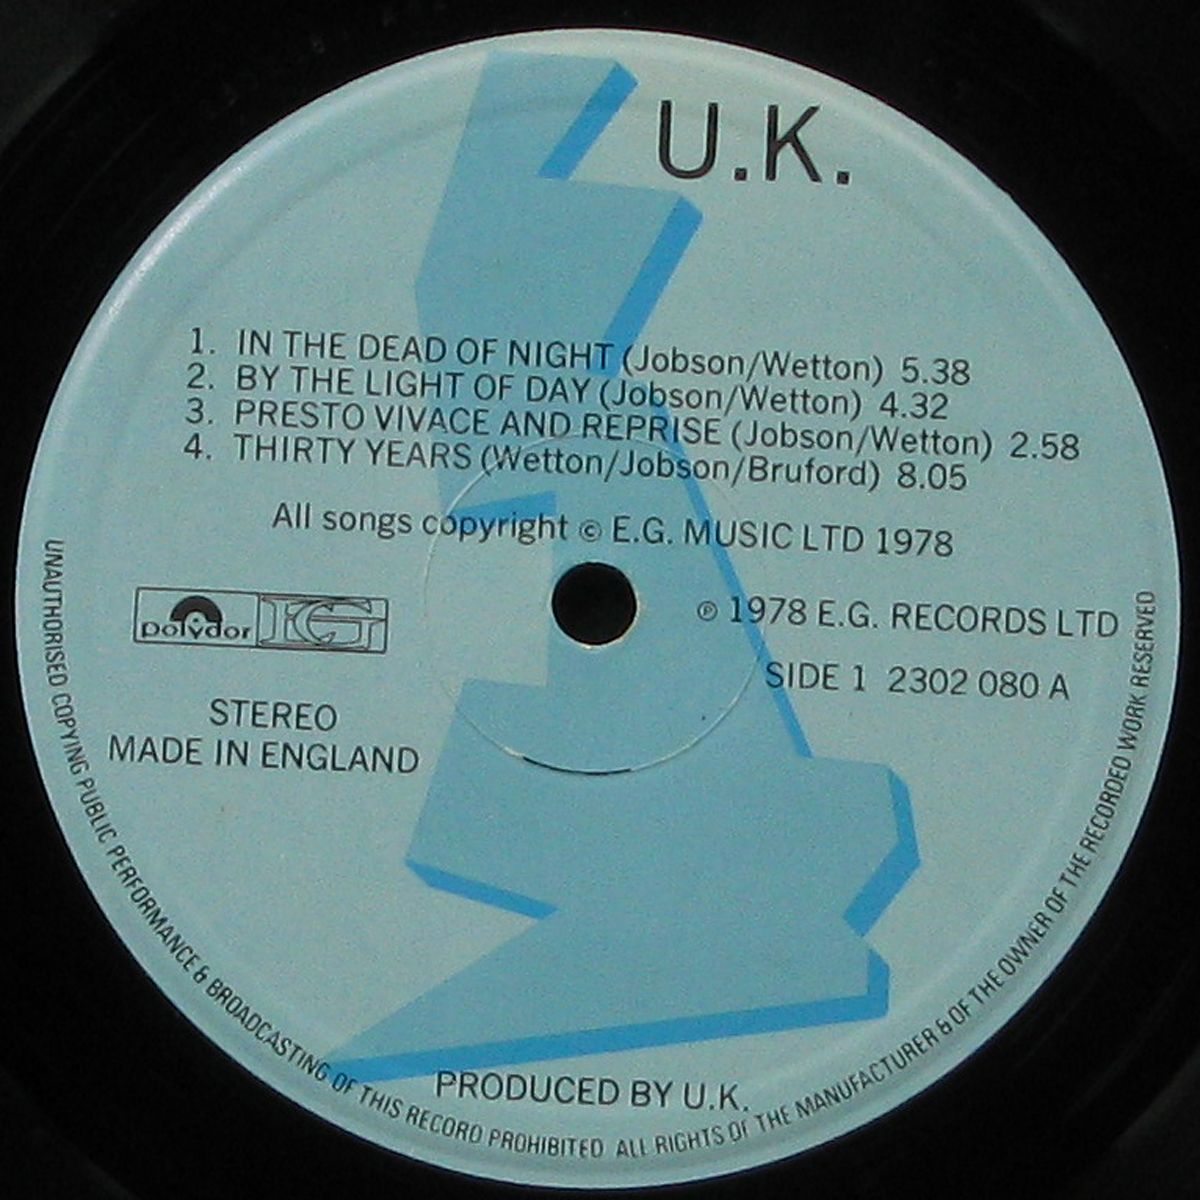 U.K.
1. IN THE DEAD OF NIGHT (Jobson/Wetton) 5.38
2. BY THE LIGHT OF DAY (Jobson/Wetton) 4.32
3. PRESTO VIVACE AND REPRISE (Jobson/Wetton) 2.58
4. THIRTY YEARS (Wetton/Jobson/Bruford) 8.05
All songs copyright © E.G. MUSIC LTD 1978
polydor EG
℗ 1978 E.G. RECORDS LTD
SIDE 1 2302 080 A
STEREO
MADE IN ENGLAND
PRODUCED BY U.K.
UNAUTHORISED COPYING PUBLIC PERFORMANCE & BROADCASTING OF THIS RECORD PROHIBITED ALL RIGHTS OF THE MANUFACTURER & OF THE OWNER OF THE RECORDED WORK RESERVED